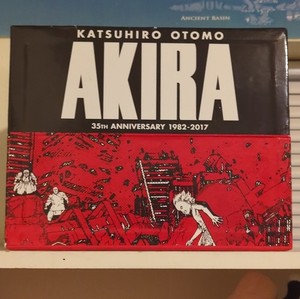 ANCIENT BASIN
KATSUHIRO OTOMO
AKIRA
35TH ANNIVERSARY 1982-2017